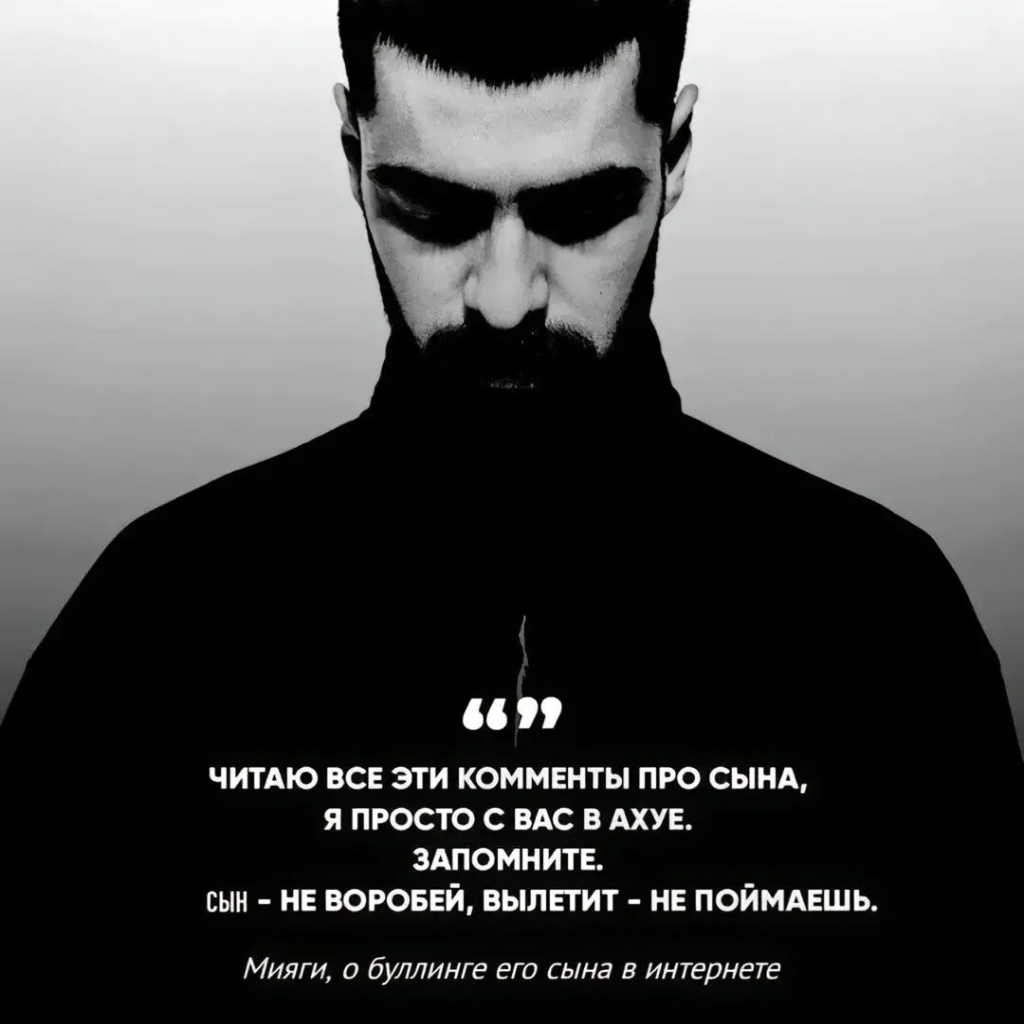 ❝❞
ЧИТАЮ ВСЕ ЭТИ КОММЕНТЫ ПРО СЫНА,
Я ПРОСТО С ВАС В АХУЕ.
ЗАПОМНИТЕ.
СЫН – НЕ ВОРОБЕЙ, ВЫЛЕТИТ – НЕ ПОЙМАЕШЬ.
Мияги, о буллинге его сына в интернете